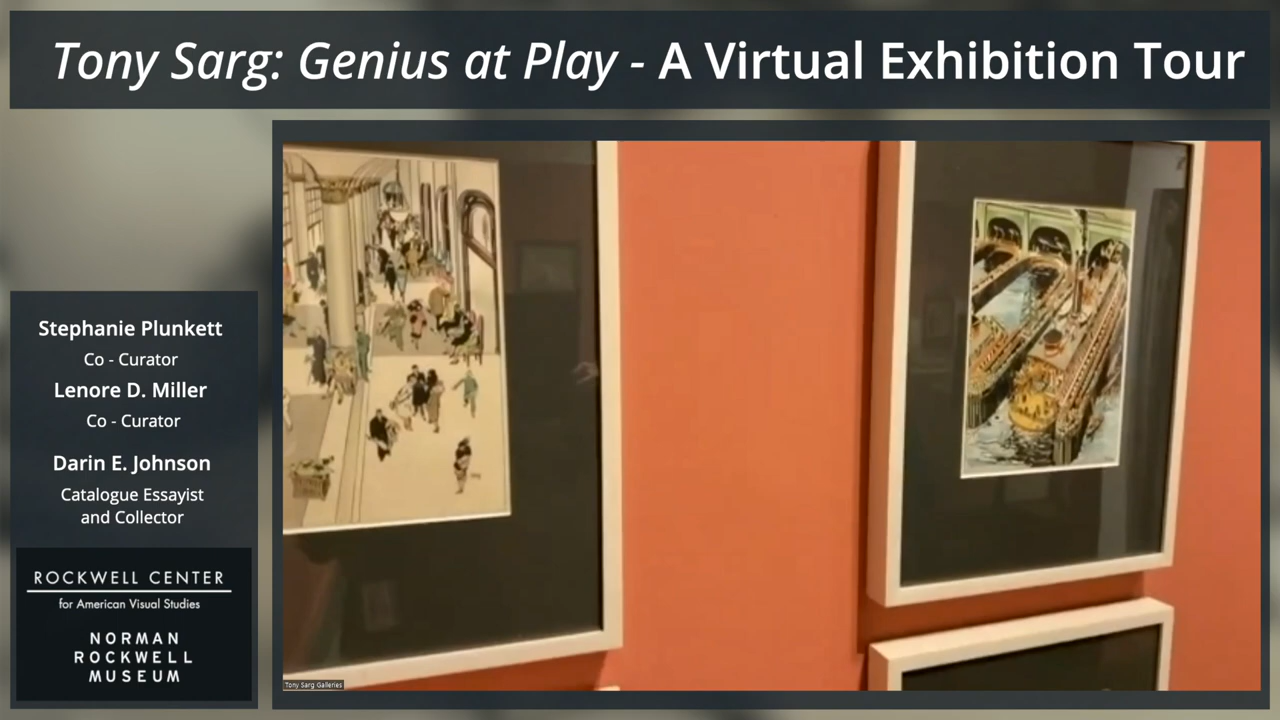 Tony Sarg: Genius at Play - A Virtual Exhibition Tour
Stephanie Plunkett
Co - Curator
Lenore D. Miller
Co - Curator
Darin E. Johnson
Catalogue Essayist
and Collector
ROCKWELL CENTER
for American Visual Studies
NORMAN
ROCKWELL
MUSEUM
Tony Sarg Galleries